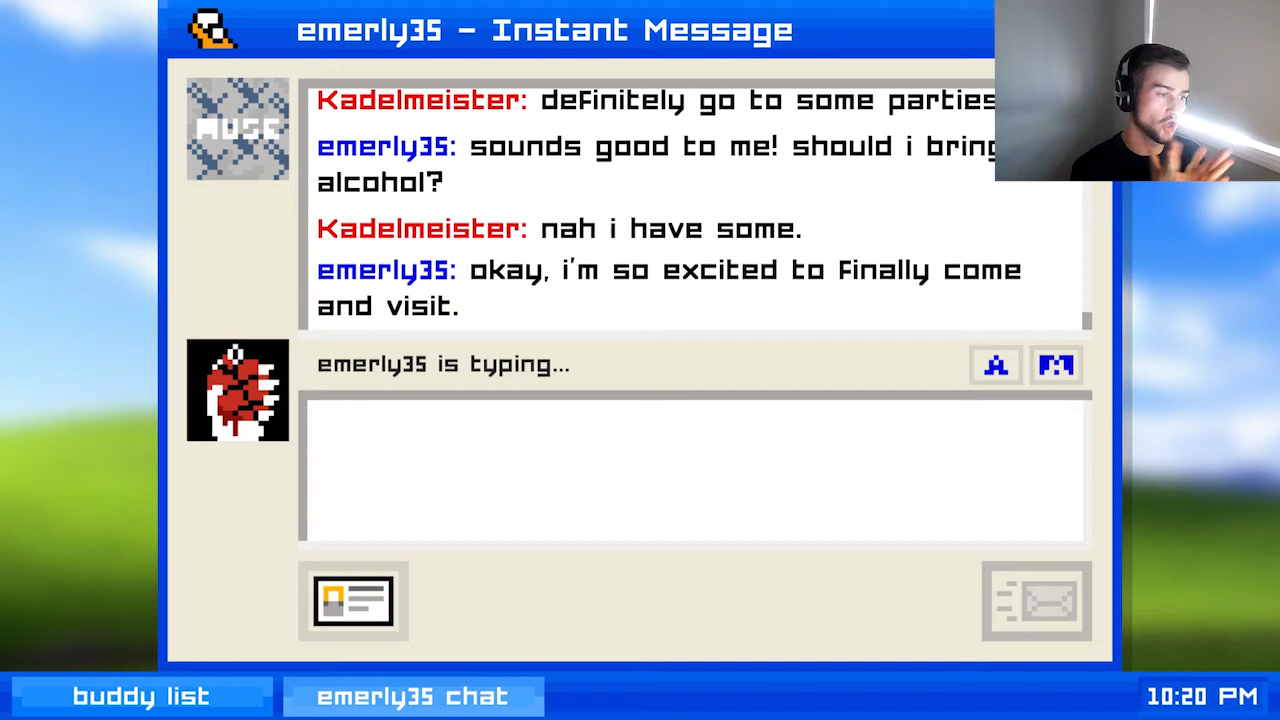 emerly35 - Instant Message
MUSE
Kadelmeister: definitely go to some parties
emerly35: sounds good to me! should i bring
alcohol?
Kadelmeister: nah i have some.
emerly35: okay, i'm so excited to finally come
and visit.
emerly35 is typing...
A
buddy list
emerly35 chat
10:20 PM